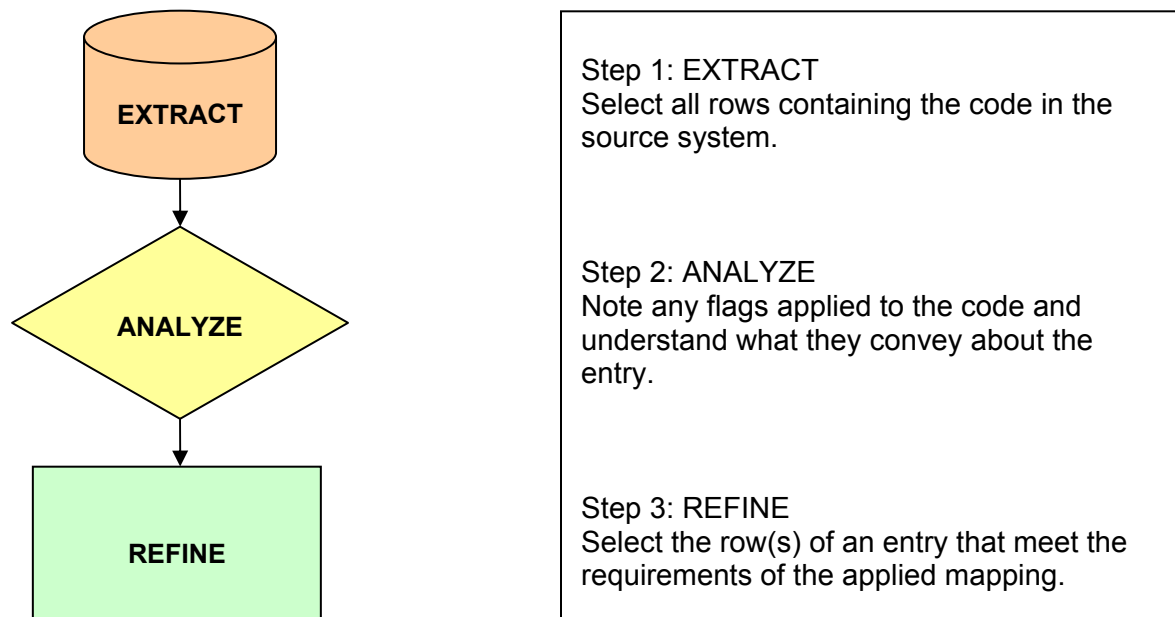 EXTRACT
ANALYZE
REFINE
Step 1: EXTRACT
Select all rows containing the code in the
source system.
Step 2: ANALYZE
Note any flags applied to the code and
understand what they convey about the
entry.
Step 3: REFINE
Select the row(s) of an entry that meet the
requirements of the applied mapping.